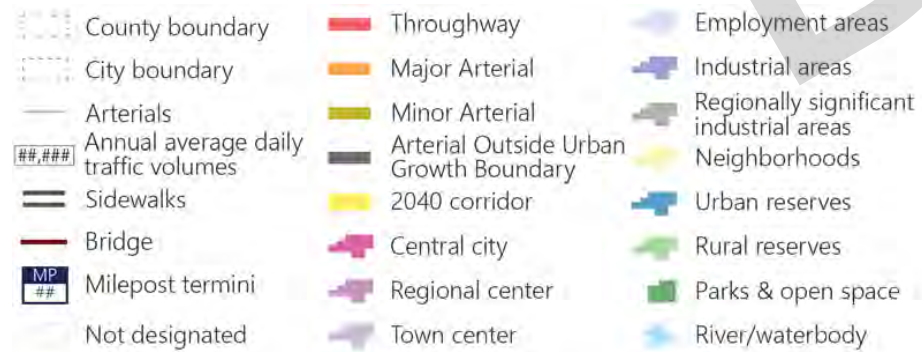 County boundary
City boundary
Arterials
##,###
Annual average daily
traffic volumes
Sidewalks
Bridge
MP
##
Milepost termini
Not designated
Throughway
Major Arterial
Minor Arterial
Arterial Outside Urban
Growth Boundary
2040 corridor
Central city
Regional center
Town center
Employment areas
Industrial areas
Regionally significant
industrial areas
Neighborhoods
Urban reserves
Rural reserves
Parks & open space
River/waterbody